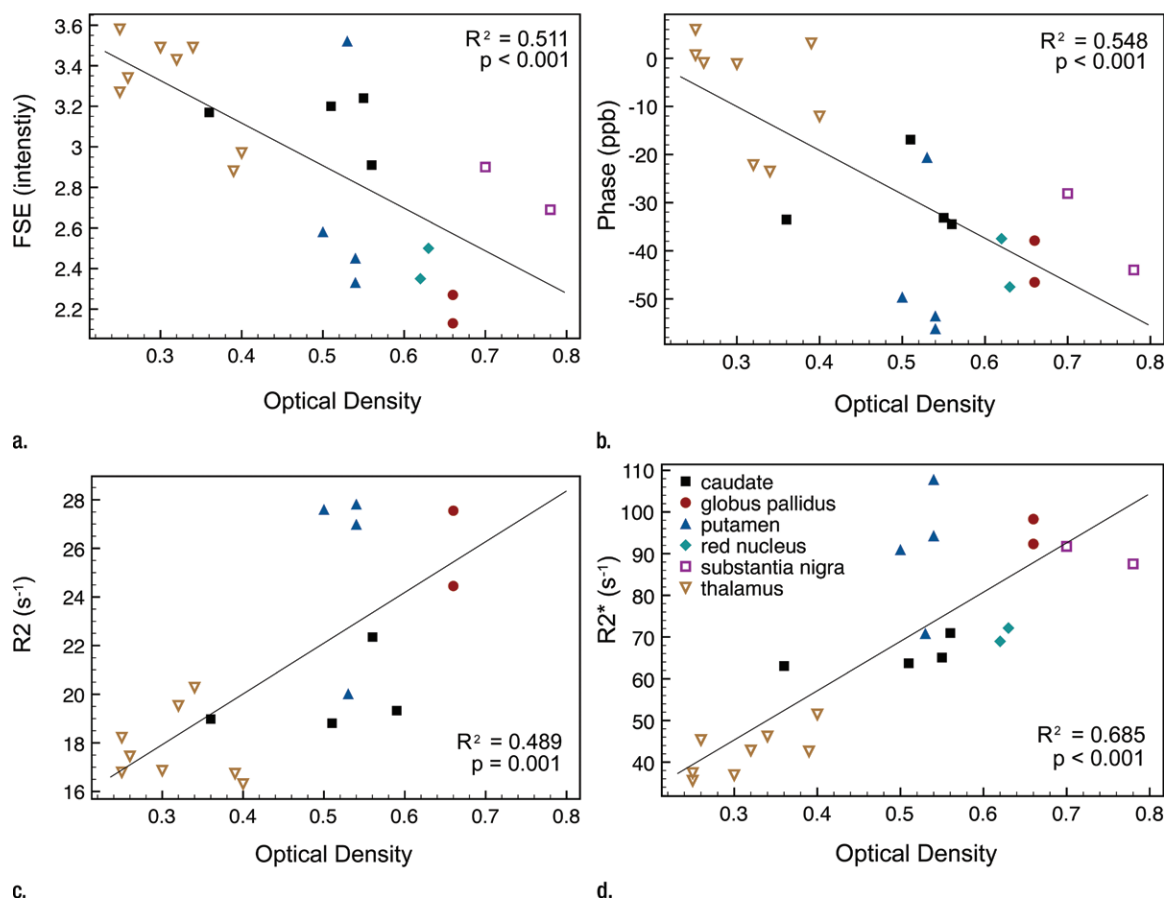 3.6
3.4
3.2
3
2.8
2.6
2.4
2.2
FSE (intenstiy)
R² = 0.511
p < 0.001
0.3 0.4 0.5 0.6 0.7 0.8
Optical Density
a.
0
-10
-20
-30
-40
-50
Phase (ppb)
R² = 0.548
p < 0.001
0.3 0.4 0.5 0.6 0.7 0.8
Optical Density
b.
28
26
24
22
20
18
16
R2 (s⁻¹)
R² = 0.489
p = 0.001
0.3 0.4 0.5 0.6 0.7 0.8
Optical Density
c.
110
100
90
80
70
60
50
40
R2* (s⁻¹)
caudate
globus pallidus
putamen
red nucleus
substantia nigra
thalamus
R² = 0.685
p < 0.001
0.3 0.4 0.5 0.6 0.7 0.8
Optical Density
d.